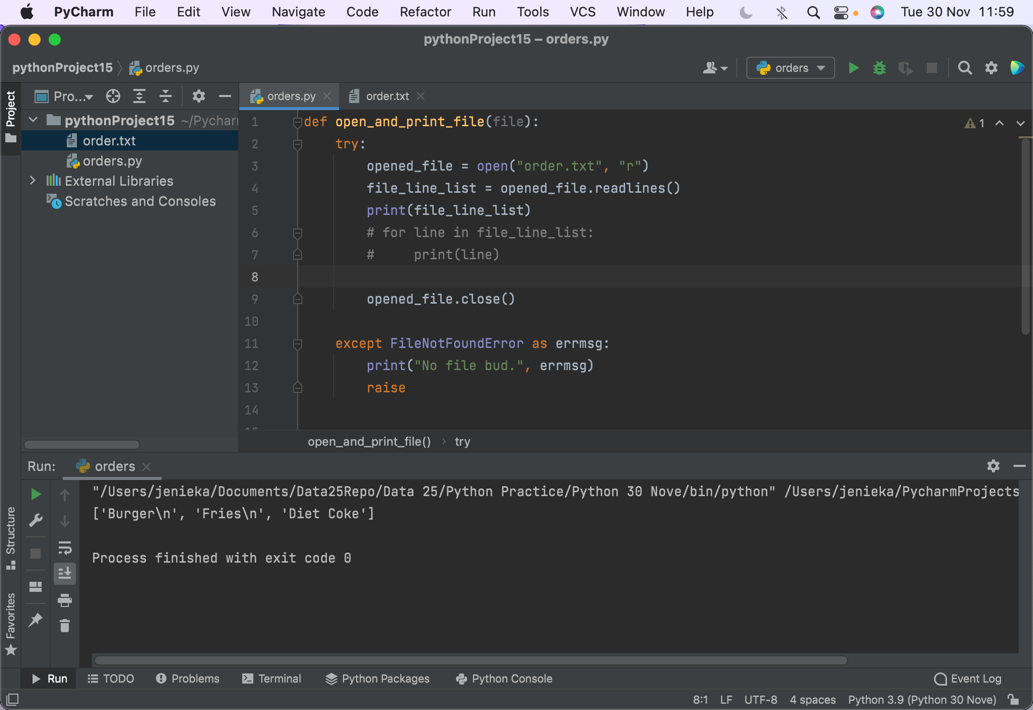 PyCharm File Edit View Navigate Code Refactor Run Tools VCS Window Help Tue 30 Nov 11:59
pythonProject15 – orders.py
pythonProject15 orders.py orders
Project
Pro... orders.py order.txt
pythonProject15 ~/Pycharm
order.txt
orders.py
External Libraries
Scratches and Consoles
1 def open_and_print_file(file):
2 try:
3 opened_file = open("order.txt", "r")
4 file_line_list = opened_file.readlines()
5 print(file_line_list)
6 # for line in file_line_list:
7 #     print(line)
8
9 opened_file.close()
10
11 except FileNotFoundError as errmsg:
12 print("No file bud.", errmsg)
13 raise
14
1
open_and_print_file() › try
Run: orders
"/Users/jenieka/Documents/Data25Repo/Data 25/Python Practice/Python 30 Nove/bin/python" /Users/jenieka/PycharmProjects
['Burger\n', 'Fries\n', 'Diet Coke']
Process finished with exit code 0
Structure
Favorites
Run TODO Problems Terminal Python Packages Python Console Event Log
8:1 LF UTF-8 4 spaces Python 3.9 (Python 30 Nove)